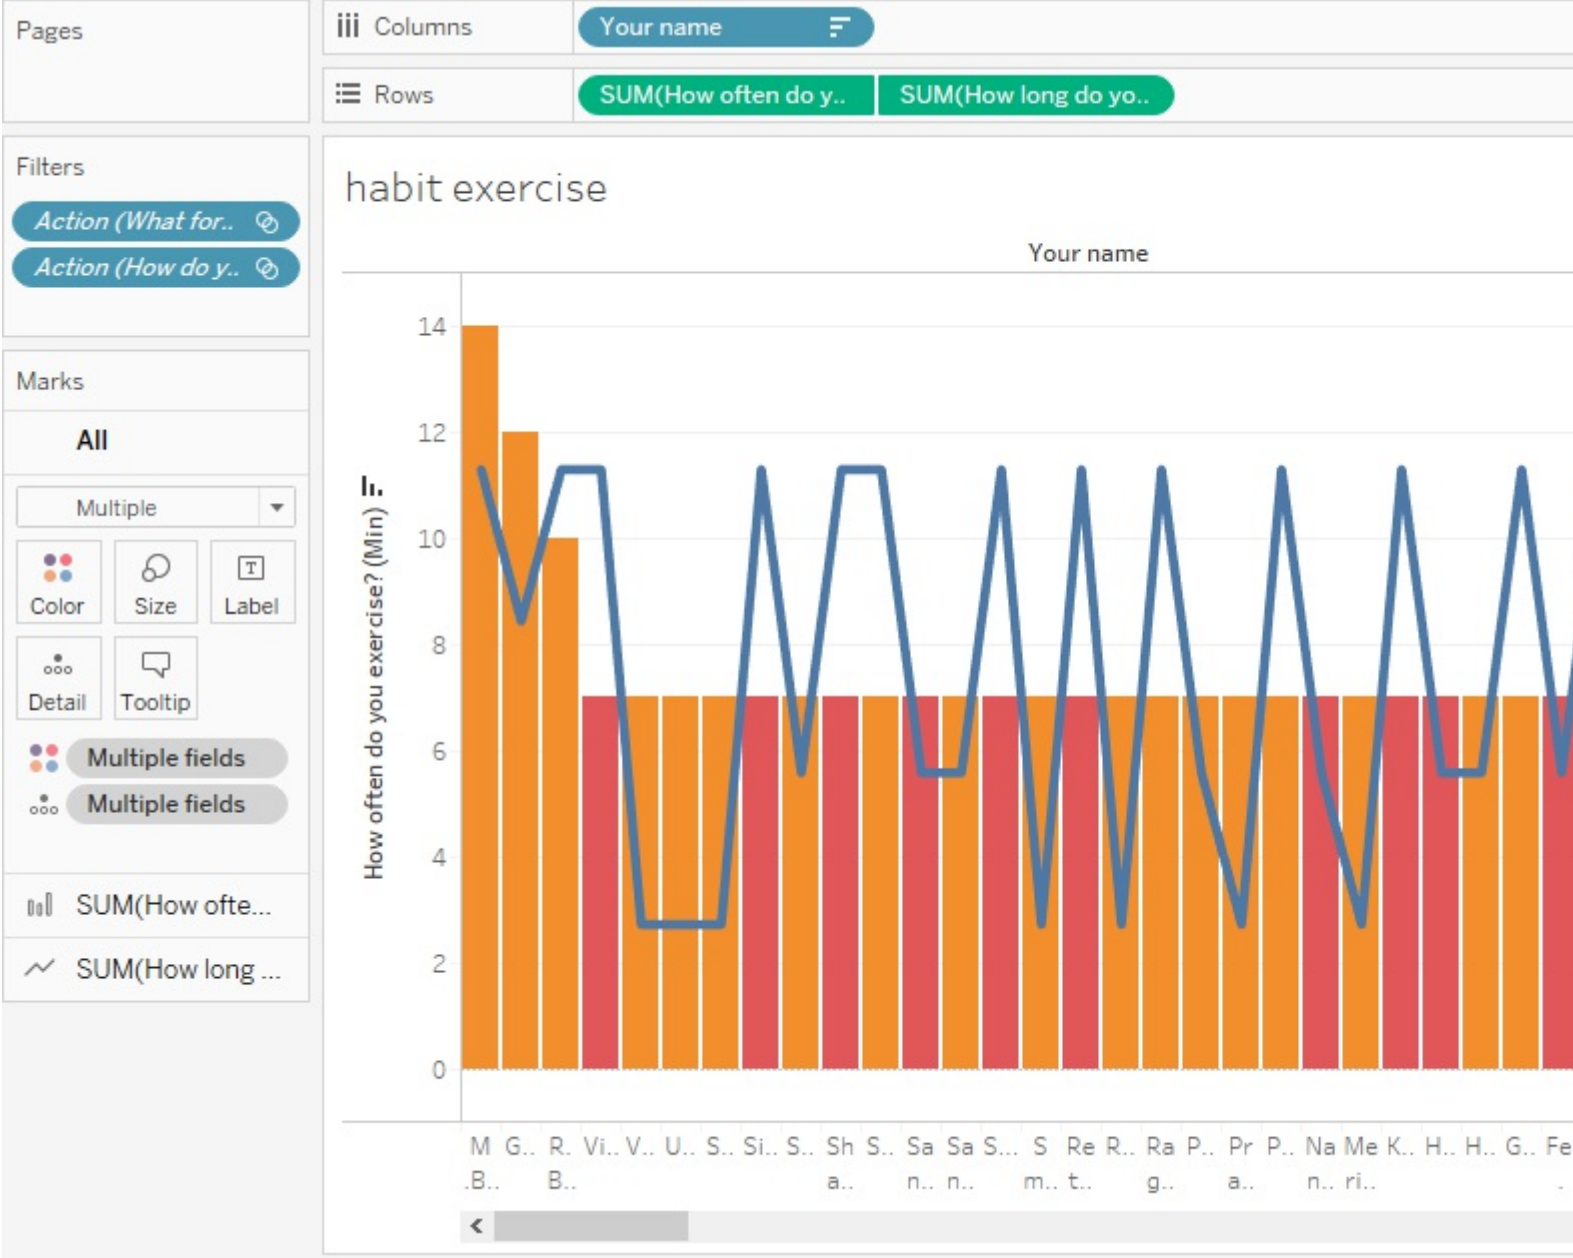 Pages
Columns
Your name
Rows
SUM(How often do y..
SUM(How long do yo..
Filters
Action (What for..
Action (How do y..
Marks
All
Multiple
Color
Size
Label
Detail
Tooltip
Multiple fields
Multiple fields
SUM(How ofte...
SUM(How long ...
habit exercise
Your name
How often do you exercise? (Min)
14
12
10
8
6
4
2
0
M G.. R. Vi.. V.. U.. S.. Si.. S.. Sh S.. Sa Sa S... S Re R.. Ra P.. Pr P.. Na Me K.. H.. H.. G.. Fe
.B.. B.. a.. n.. n.. m.. t.. g.. a.. n.. ri.. .